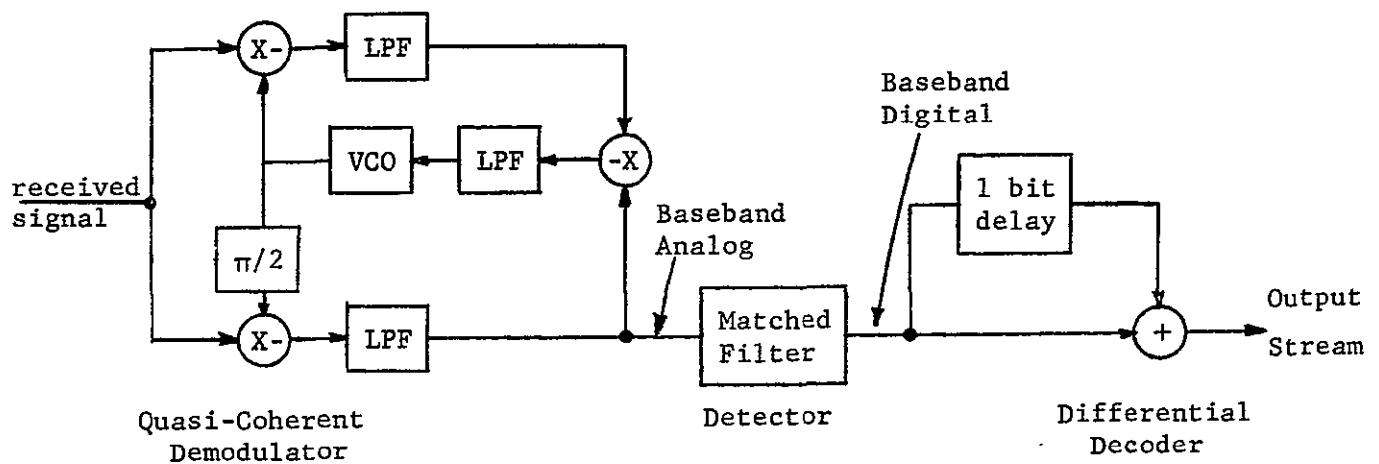 X-
LPF
Baseband
Digital
VCO
LPF
-X
1 bit
delay
received
signal
π/2
Baseband
Analog
X-
LPF
Matched
Filter
+
Output
Stream
Quasi-Coherent
Demodulator
Detector
Differential
Decoder